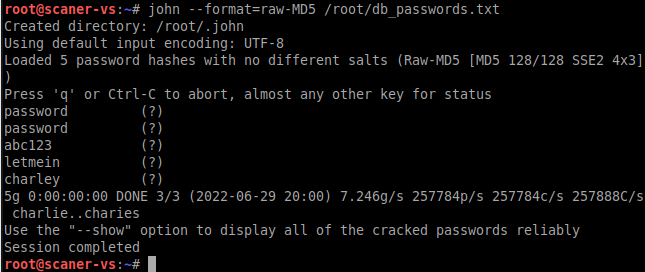 root@scaner-vs:~# john --format=raw-MD5 /root/db_passwords.txt
Created directory: /root/.john
Using default input encoding: UTF-8
Loaded 5 password hashes with no different salts (Raw-MD5 [MD5 128/128 SSE2 4x3]
)
Press 'q' or Ctrl-C to abort, almost any other key for status
password         (?)
password         (?)
abc123           (?)
letmein          (?)
charley          (?)
5g 0:00:00:00 DONE 3/3 (2022-06-29 20:00) 7.246g/s 257784p/s 257784c/s 257888C/s
 charlie..charies
Use the "--show" option to display all of the cracked passwords reliably
Session completed
root@scaner-vs:~#